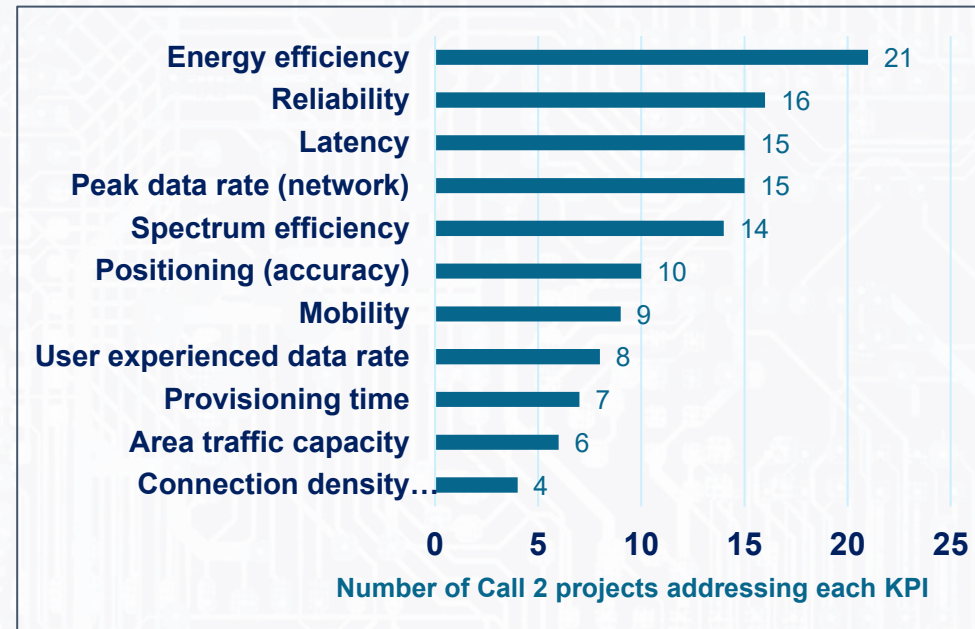 Energy efficiency 21
Reliability 16
Latency 15
Peak data rate (network) 15
Spectrum efficiency 14
Positioning (accuracy) 10
Mobility 9
User experienced data rate 8
Provisioning time 7
Area traffic capacity 6
Connection density… 4
0 5 10 15 20 25
Number of Call 2 projects addressing each KPI